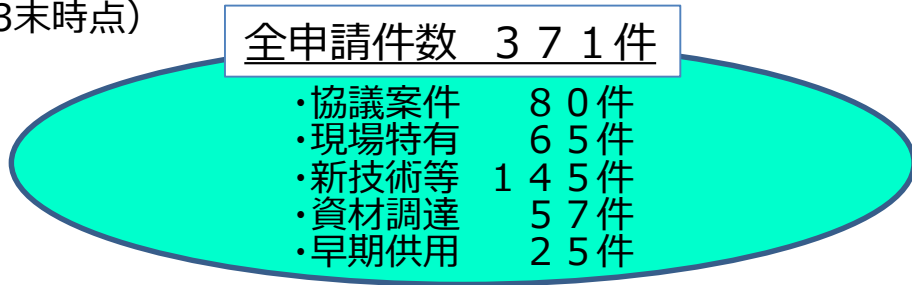 3末時点）
全申請件数　３７１件
・協議案件　　８０件
・現場特有　　６５件
・新技術等　１４５件
・資材調達　　５７件
・早期供用　　２５件